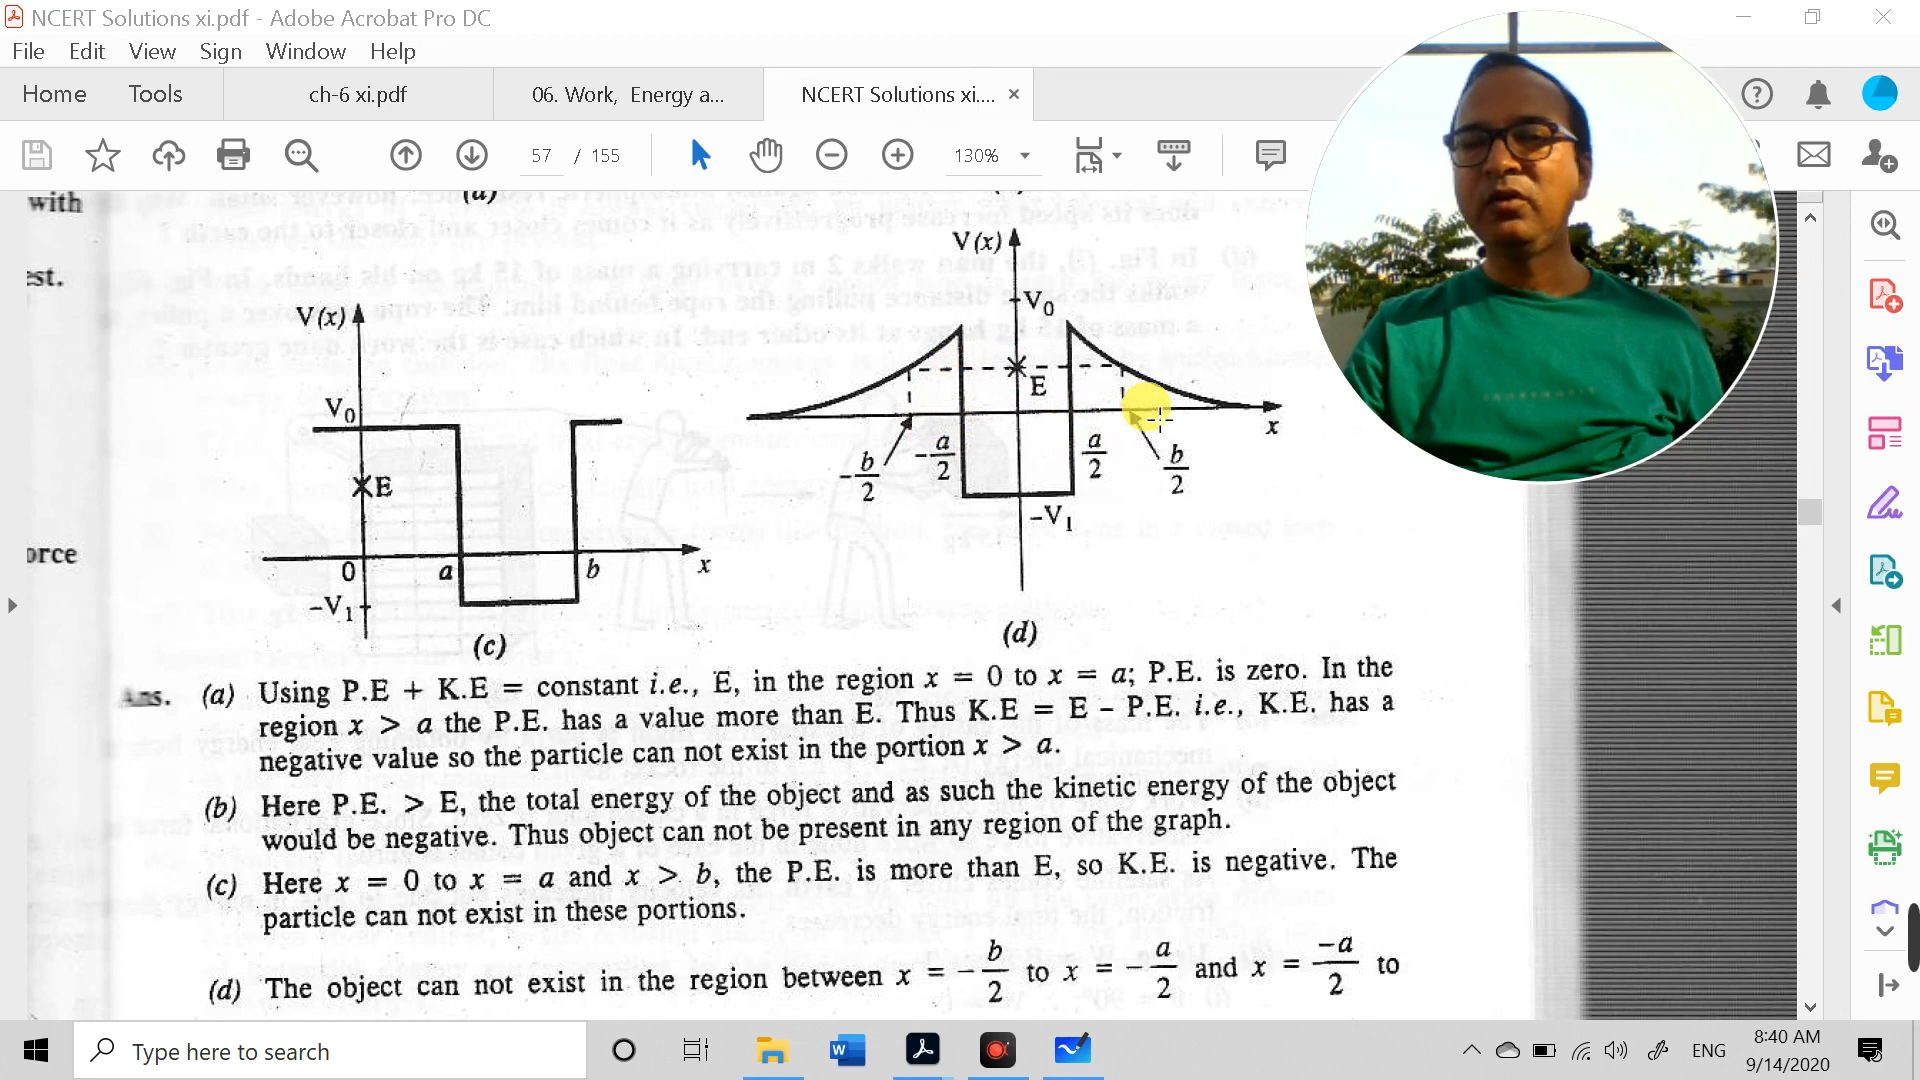 NCERT Solutions xi.pdf - Adobe Acrobat Pro DC
File Edit View Sign Window Help
Home Tools ch-6 xi.pdf 06. Work, Energy a... NCERT Solutions xi.... ×
57 / 155 130%
with
est.
orce
(a)
V(x)
V0
E
0 a b x
-V1
(c)
V(x)
V0
E
x
-b/2 -a/2 a/2 b/2
-V1
(d)
Ans. (a) Using P.E + K.E = constant i.e., E, in the region x = 0 to x = a; P.E. is zero. In the
region x > a the P.E. has a value more than E. Thus K.E = E – P.E. i.e., K.E. has a
negative value so the particle can not exist in the portion x > a.
(b) Here P.E. > E, the total energy of the object and as such the kinetic energy of the object
would be negative. Thus object can not be present in any region of the graph.
(c) Here x = 0 to x = a and x > b, the P.E. is more than E, so K.E. is negative. The
particle can not exist in these portions.
(d) The object can not exist in the region between x = -b/2 to x = -a/2 and x = -a/2 to
Type here to search
ENG
8:40 AM
9/14/2020